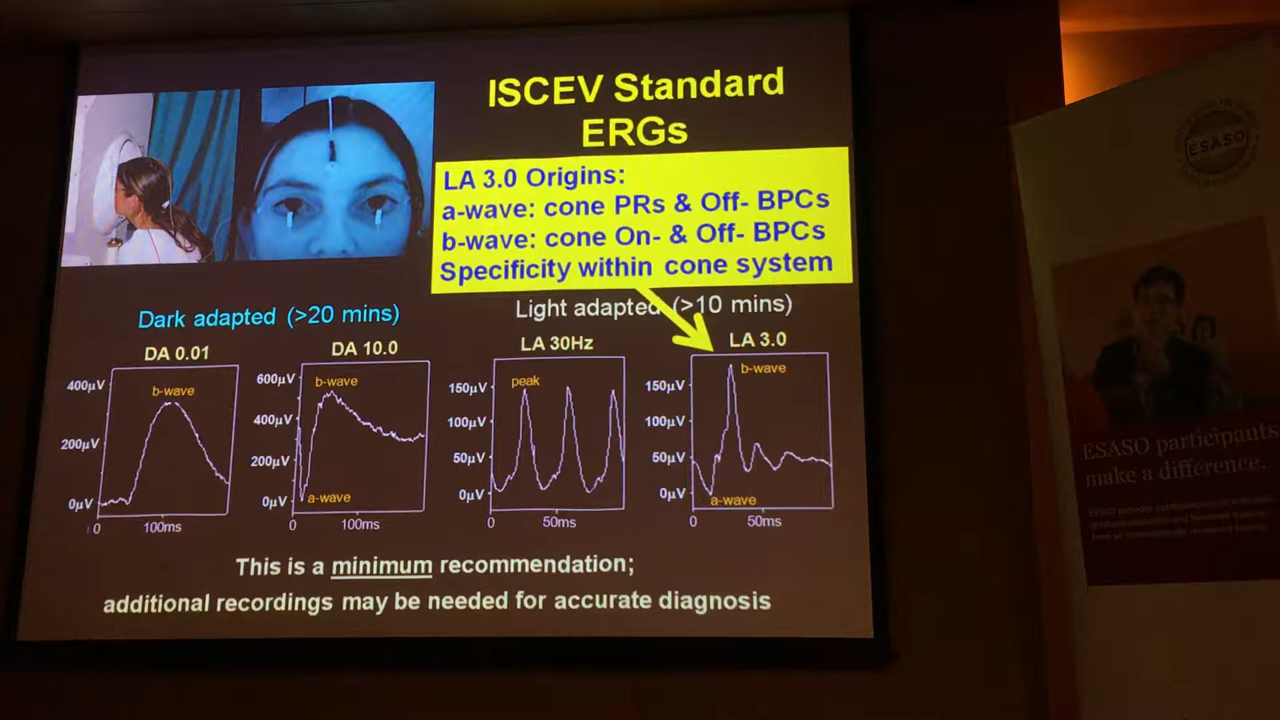 ISCEV Standard
ERGs
LA 3.0 Origins:
a-wave: cone PRs & Off- BPCs
b-wave: cone On- & Off- BPCs
Specificity within cone system
Dark adapted (>20 mins)
Light adapted (>10 mins)
DA 0.01
400µV
200µV
0µV
b-wave
0
100ms
DA 10.0
600µV
400µV
200µV
0µV
b-wave
a-wave
0
100ms
LA 30Hz
150µV
100µV
50µV
0µV
peak
0
50ms
LA 3.0
150µV
100µV
50µV
0µV
b-wave
a-wave
0
50ms
This is a minimum recommendation;
additional recordings may be needed for accurate diagnosis
ESASO
ESASO participants
make a difference.